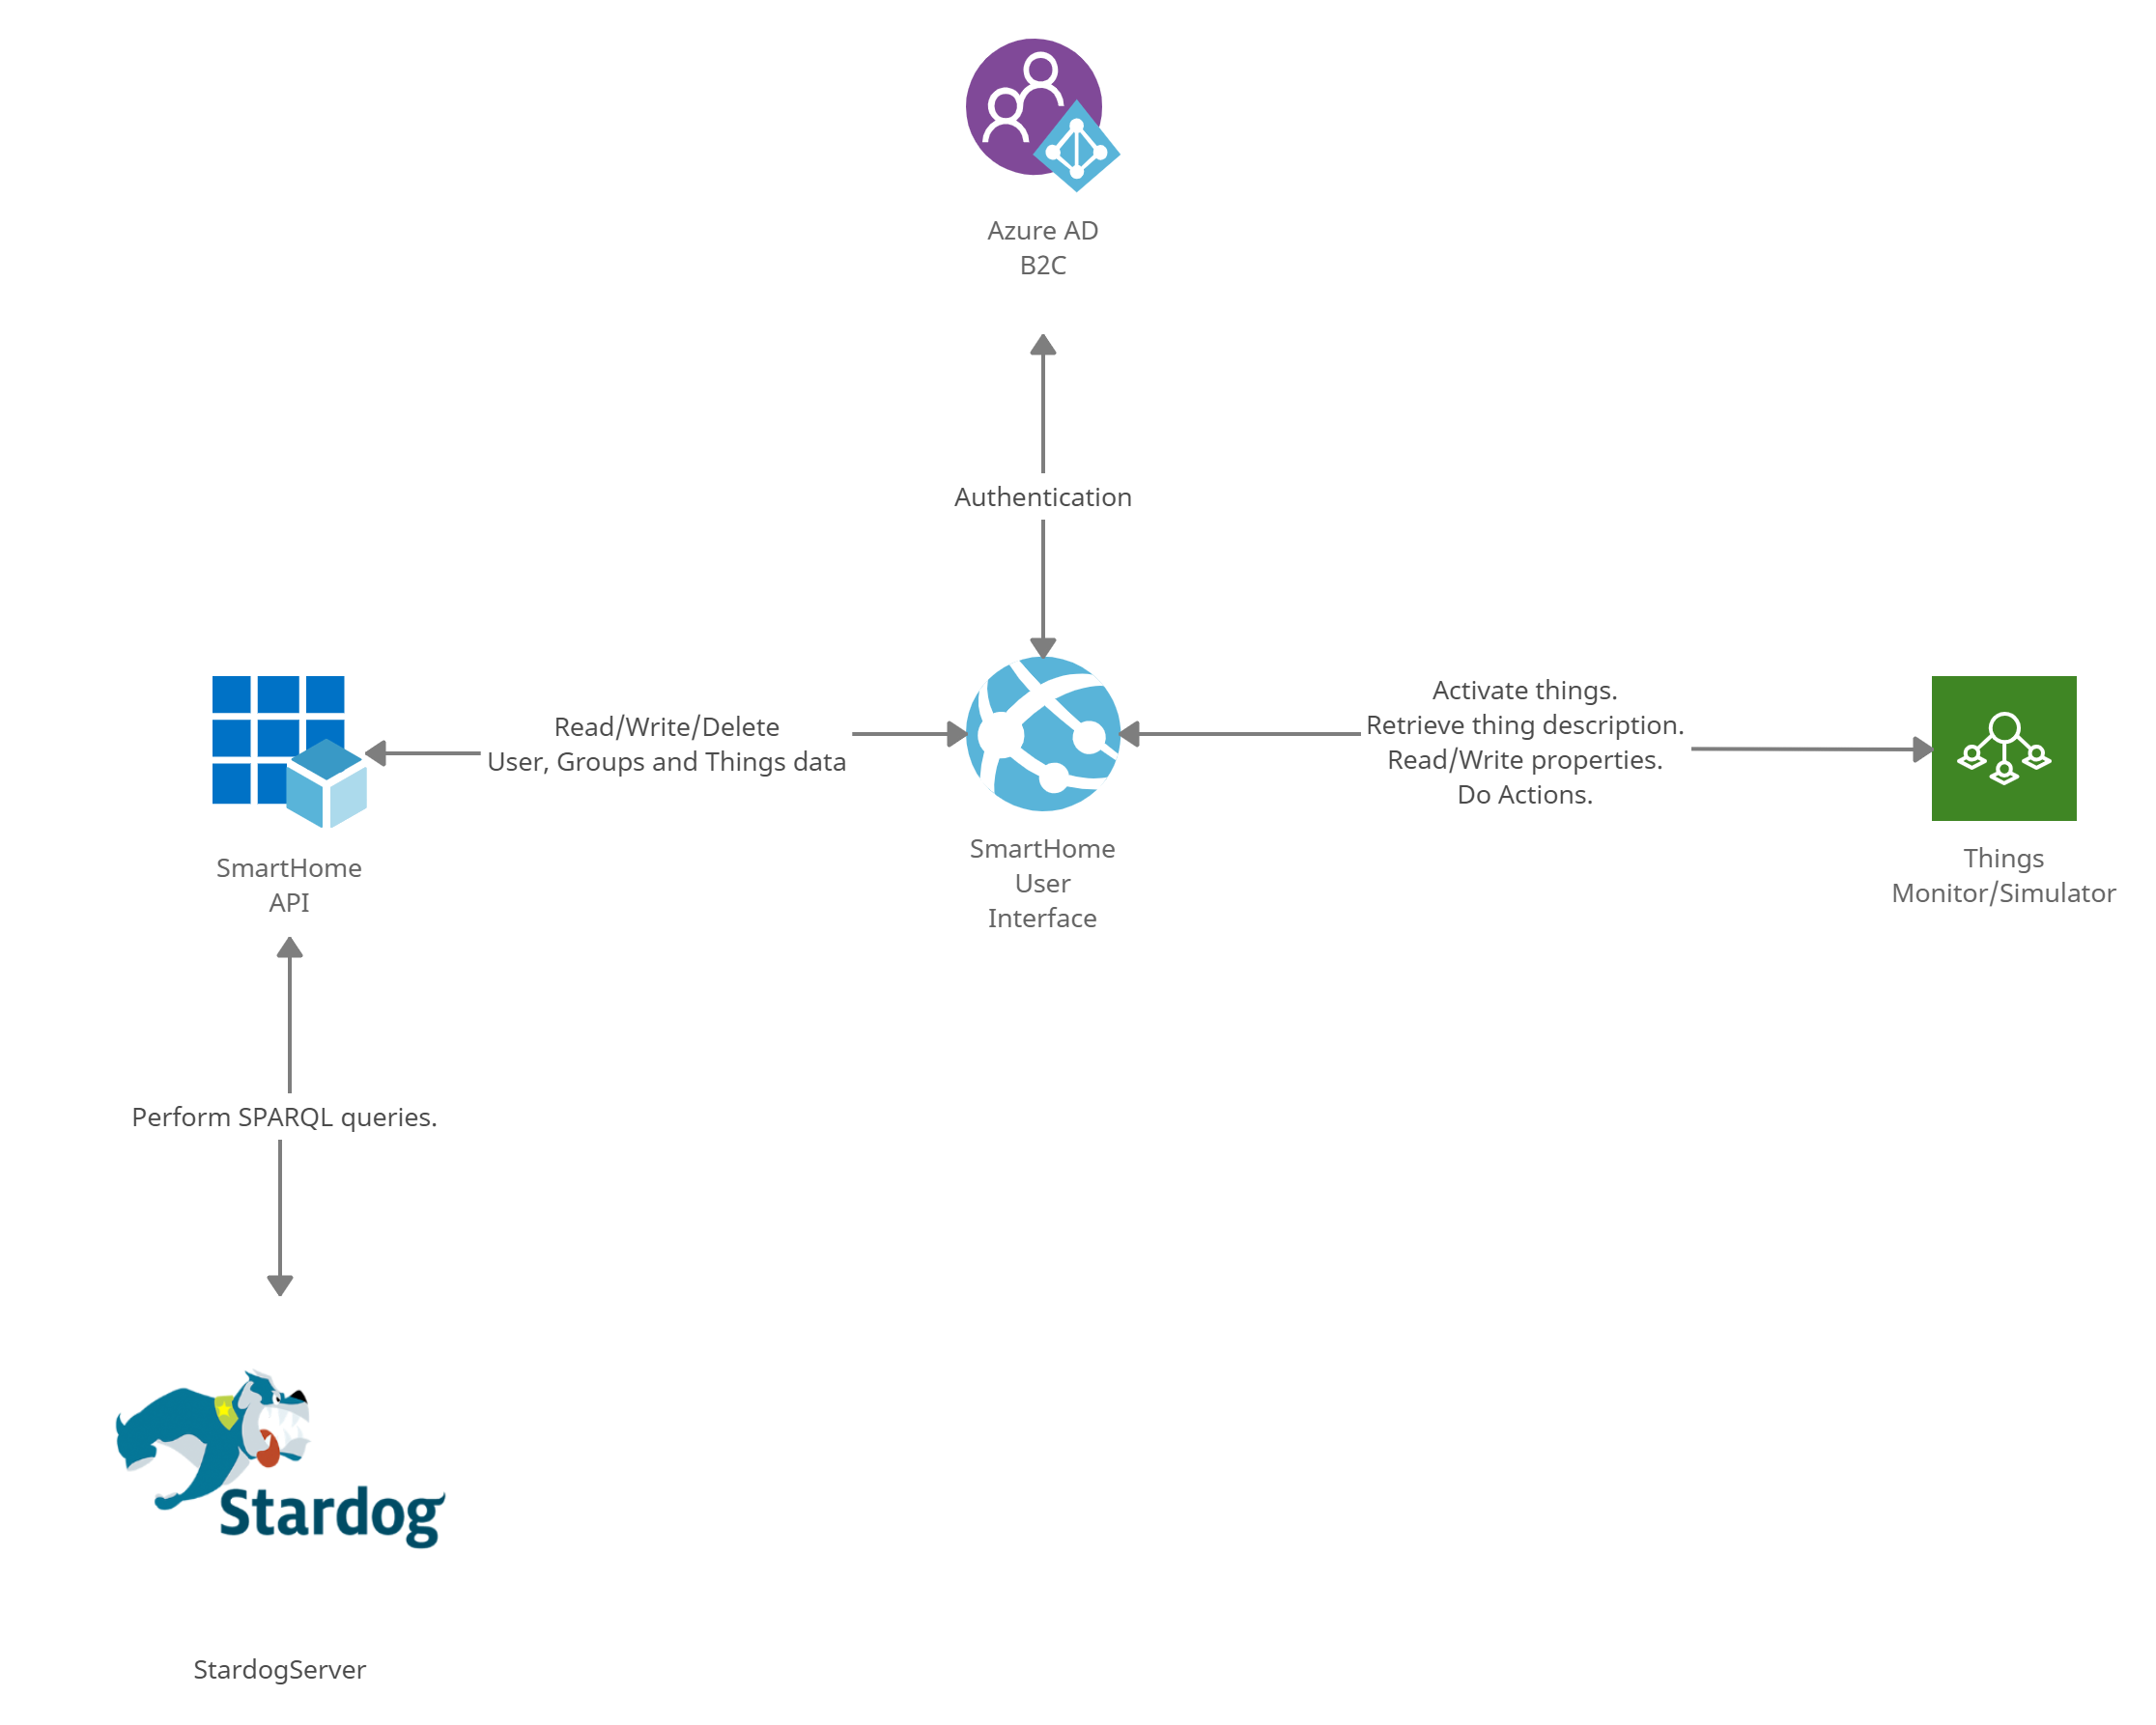 Azure AD
B2C
Authentication
Read/Write/Delete
User, Groups and Things data
Activate things.
Retrieve thing description.
Read/Write properties.
Do Actions.
SmartHome
API
SmartHome
User
Interface
Things
Monitor/Simulator
Perform SPARQL queries.
Stardog
StardogServer